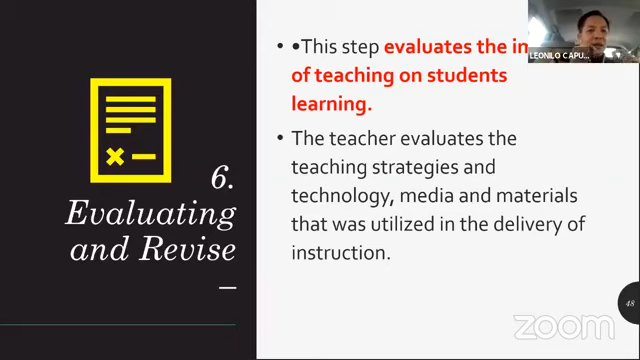 6.
Evaluating
and Revise
–
• •This step evaluates the
of teaching on students
learning.
• The teacher evaluates the
teaching strategies and
technology, media and materials
that was utilized in the delivery of
instruction.
LEONILO CAPU...
48
zoom